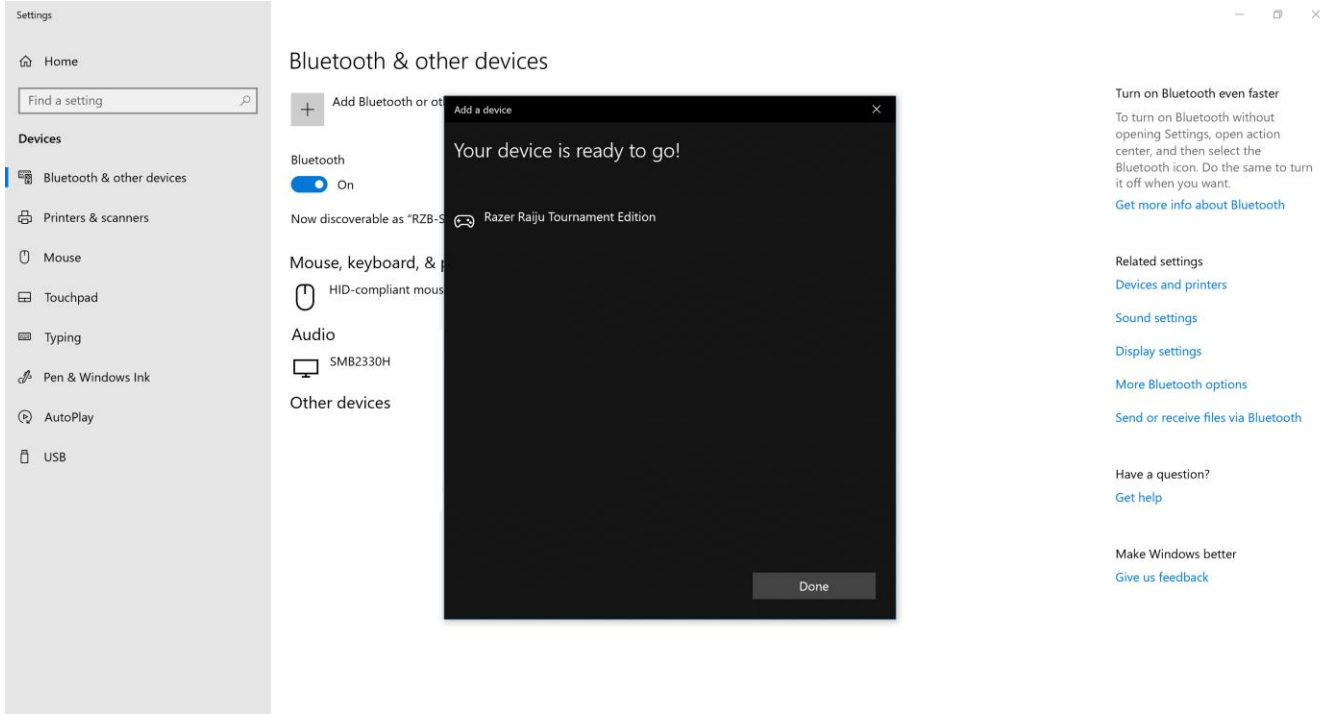 Settings
Home
Find a setting
Devices
Bluetooth & other devices
Printers & scanners
Mouse
Touchpad
Typing
Pen & Windows Ink
AutoPlay
USB
Bluetooth & other devices
Add Bluetooth or ot
Bluetooth
On
Now discoverable as "RZB-S
Mouse, keyboard, & p
HID-compliant mous
Audio
SMB2330H
Other devices
Add a device
Your device is ready to go!
Razer Raiju Tournament Edition
Done
Turn on Bluetooth even faster
To turn on Bluetooth without
opening Settings, open action
center, and then select the
Bluetooth icon. Do the same to turn
it off when you want.
Get more info about Bluetooth
Related settings
Devices and printers
Sound settings
Display settings
More Bluetooth options
Send or receive files via Bluetooth
Have a question?
Get help
Make Windows better
Give us feedback